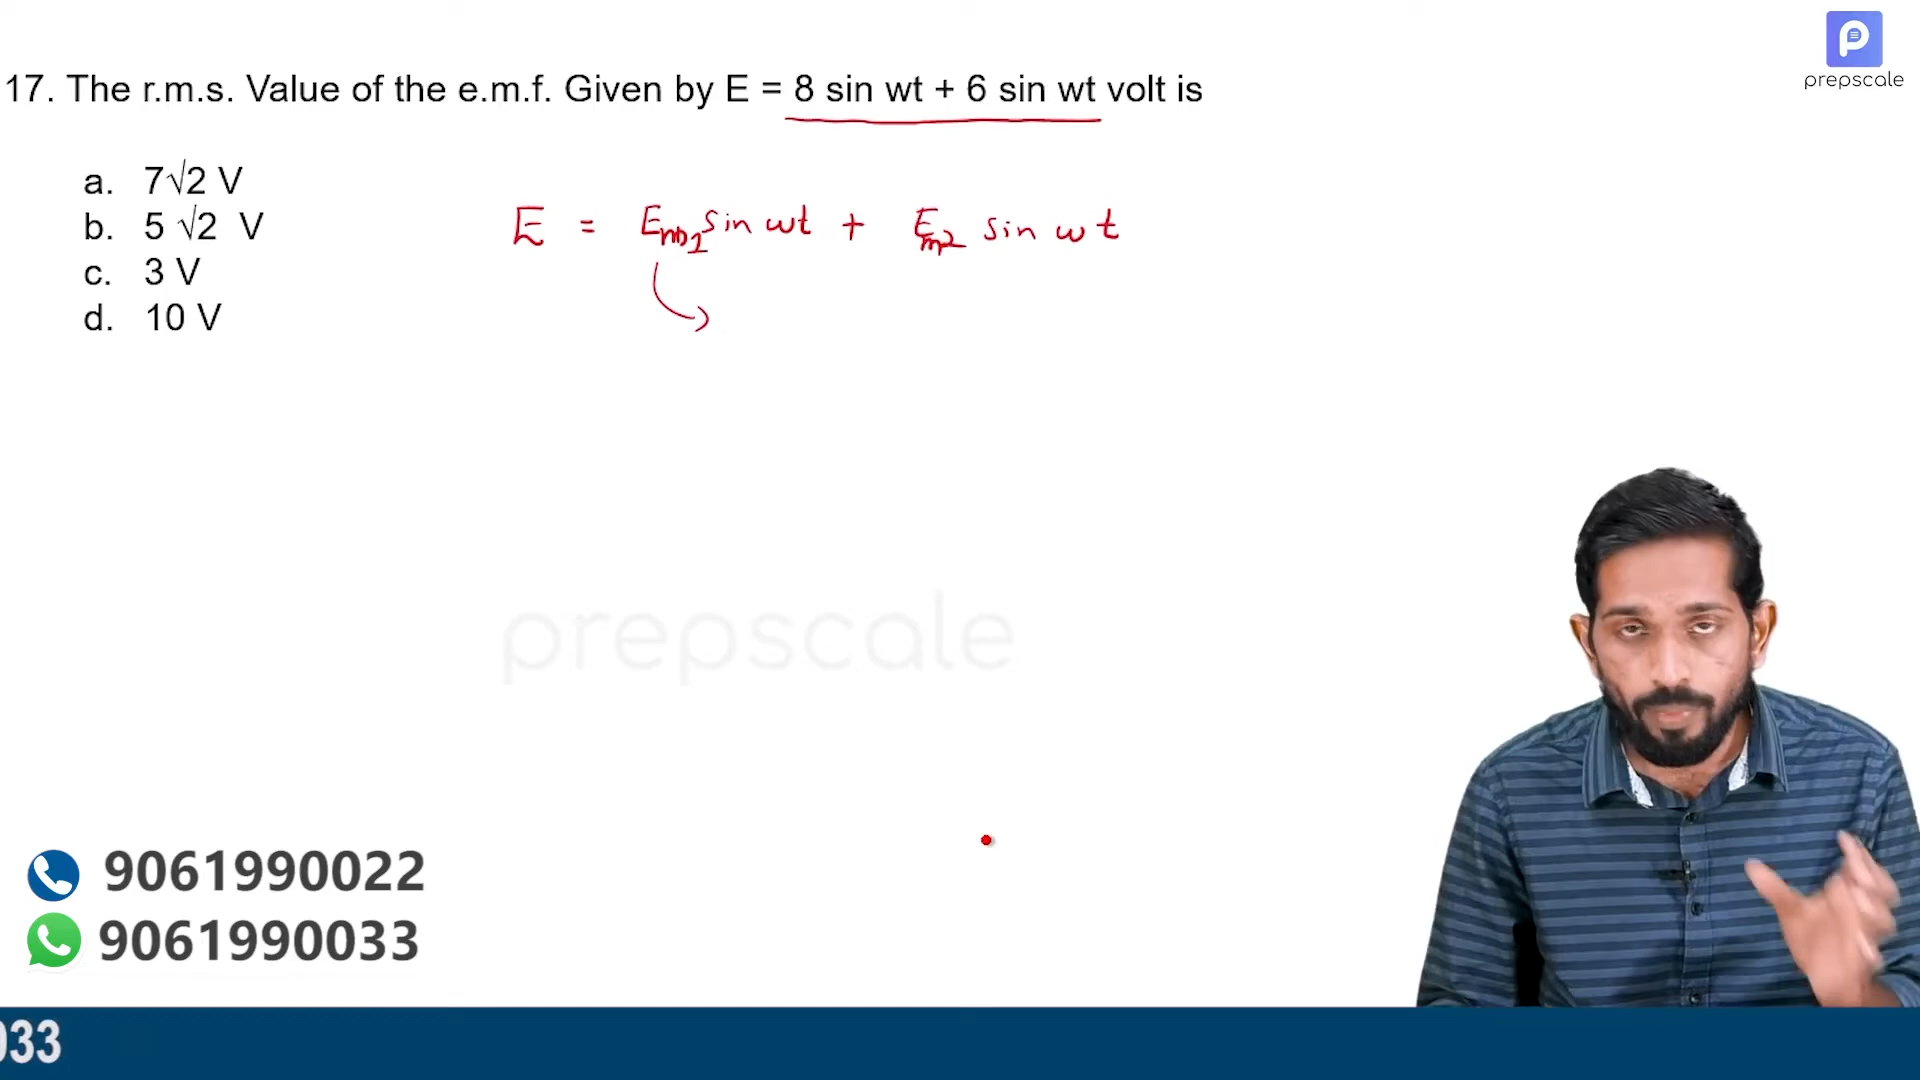 prepscale
17. The r.m.s. Value of the e.m.f. Given by E = 8 sin wt + 6 sin wt volt is
a. 7√2 V
b. 5 √2 V
c. 3 V
d. 10 V
E = Em1 sin wt + Em2 sin wt
prepscale
9061990022
9061990033
033